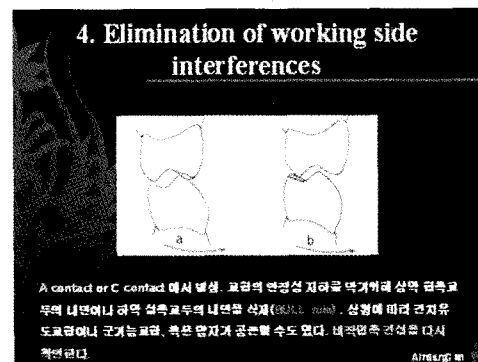 4. Elimination of working side
interferences
a
b
A contact or C contact 에서 발생. 교합의 안정성 저하를 막기위해 상악 협측교
두의 내면이나 하악 설측교두의 내면을 삭제(BULL rule). 상황에 따라 견치유
도교합이나 군기능교합, 혹은 양자가 공존할 수도 있다. 비작업측 간섭을 다시
확인한다.